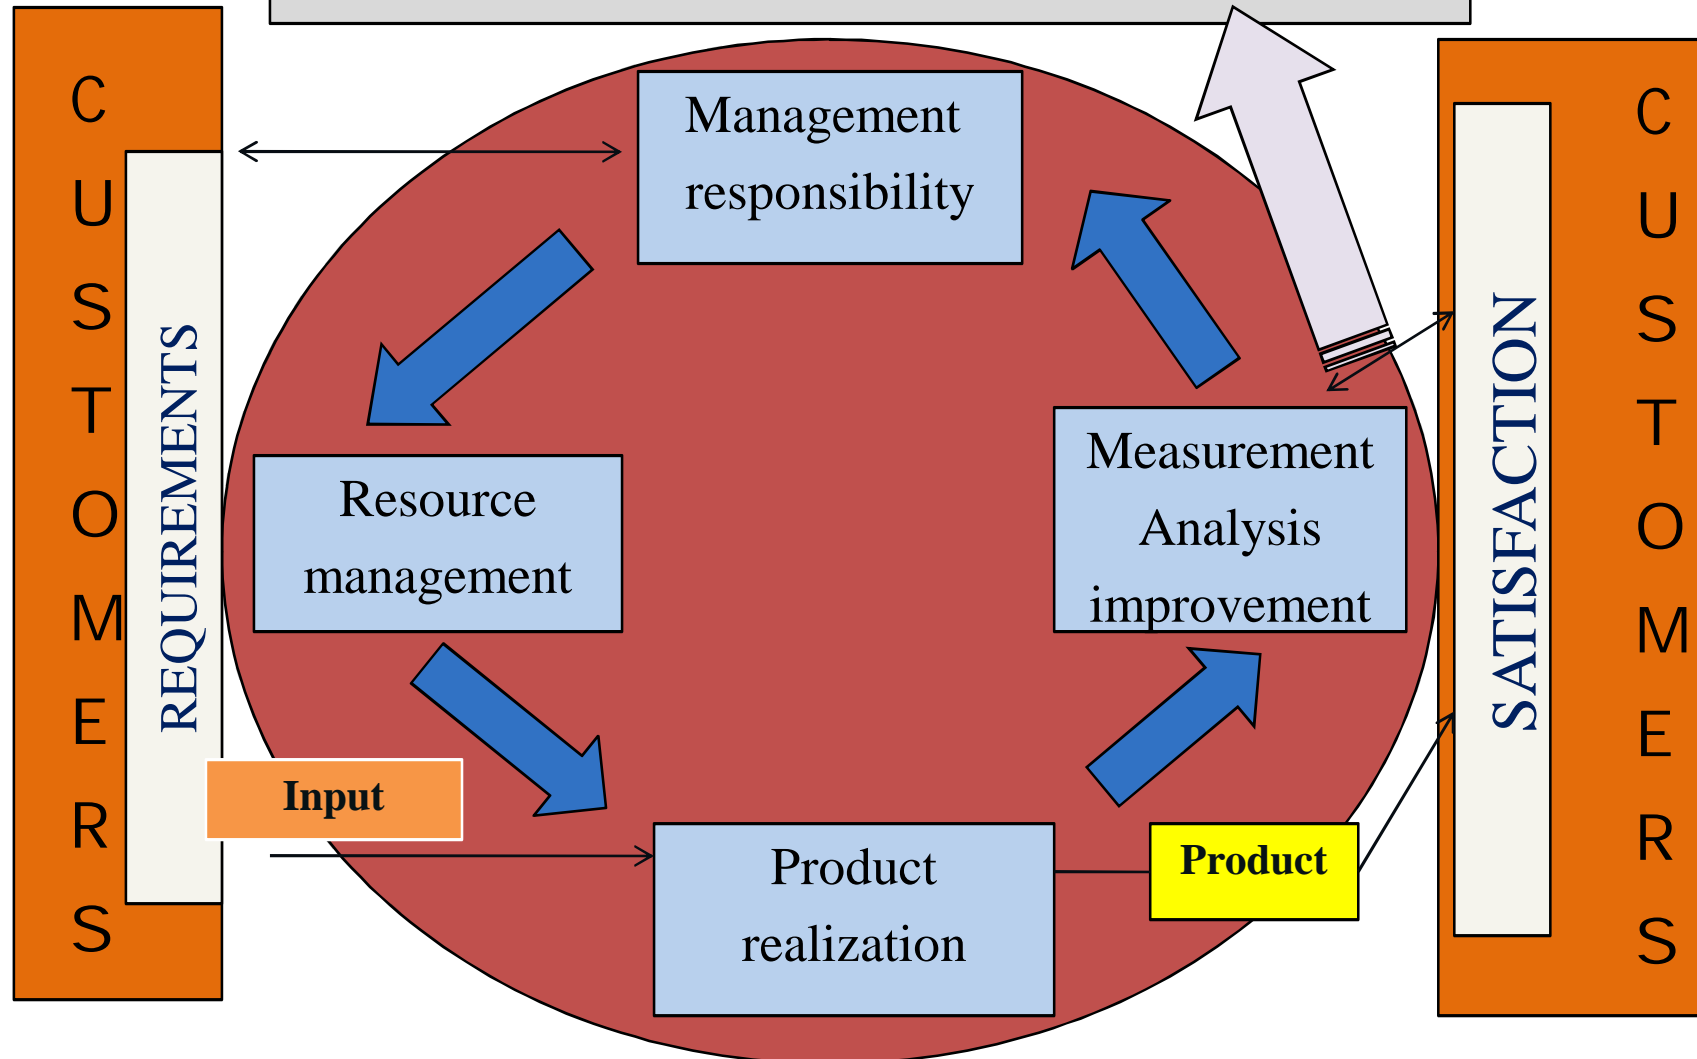 CUSTOMERS
REQUIREMENTS
Management
responsibility
Resource
management
Measurement
Analysis
improvement
Input
Product
realization
Product
SATISFACTION
CUSTOMERS